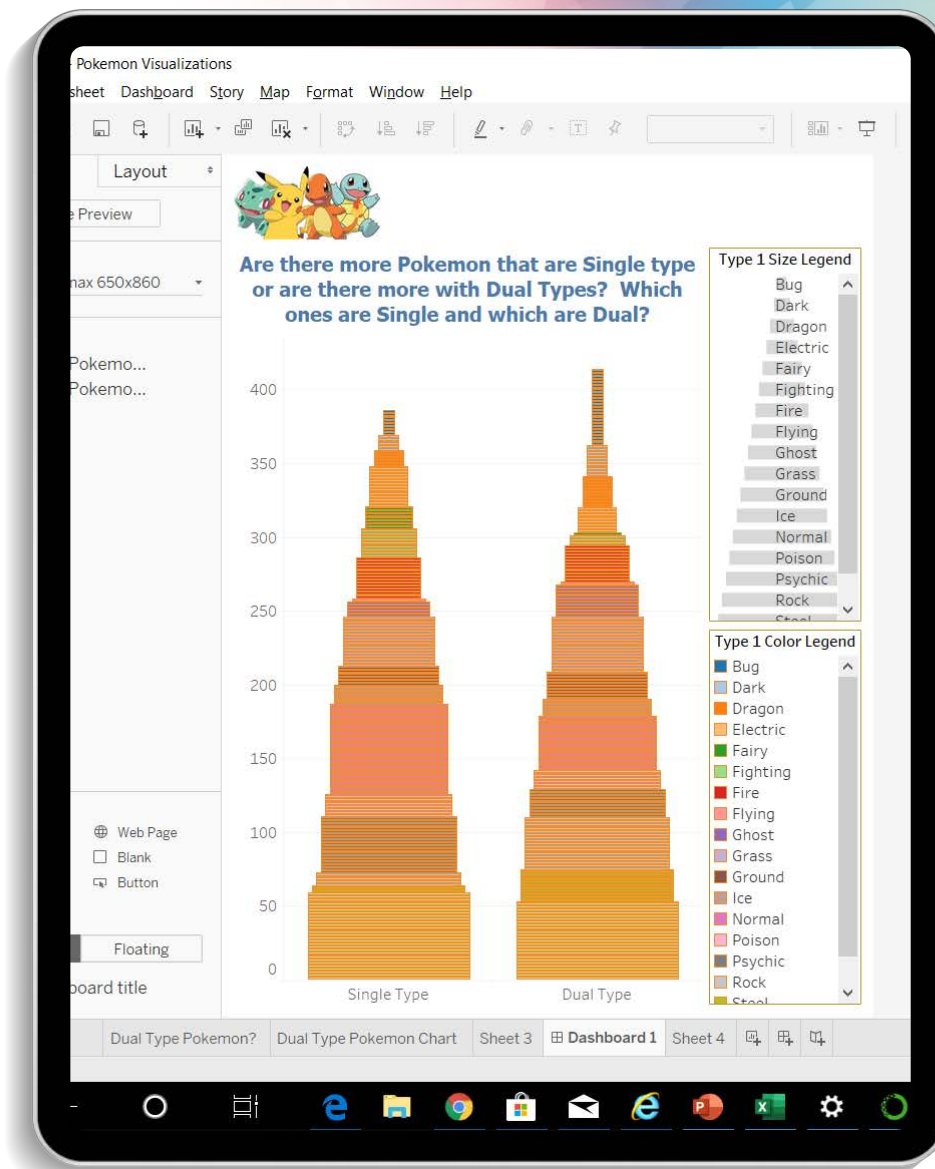 Pokemon Visualizations
sheet Dashboard Story Map Format Window Help
Layout
e Preview
max 650x860
Pokemo...
Pokemo...
Web Page
Blank
Button
Floating
board title
Are there more Pokemon that are Single type
or are there more with Dual Types? Which
ones are Single and which are Dual?
400
350
300
250
200
150
100
50
0
Single Type
Dual Type
Type 1 Size Legend
Bug
Dark
Dragon
Electric
Fairy
Fighting
Fire
Flying
Ghost
Grass
Ground
Ice
Normal
Poison
Psychic
Rock
Steel
Type 1 Color Legend
Bug
Dark
Dragon
Electric
Fairy
Fighting
Fire
Flying
Ghost
Grass
Ground
Ice
Normal
Poison
Psychic
Rock
Steel
Dual Type Pokemon? Dual Type Pokemon Chart Sheet 3 Dashboard 1 Sheet 4